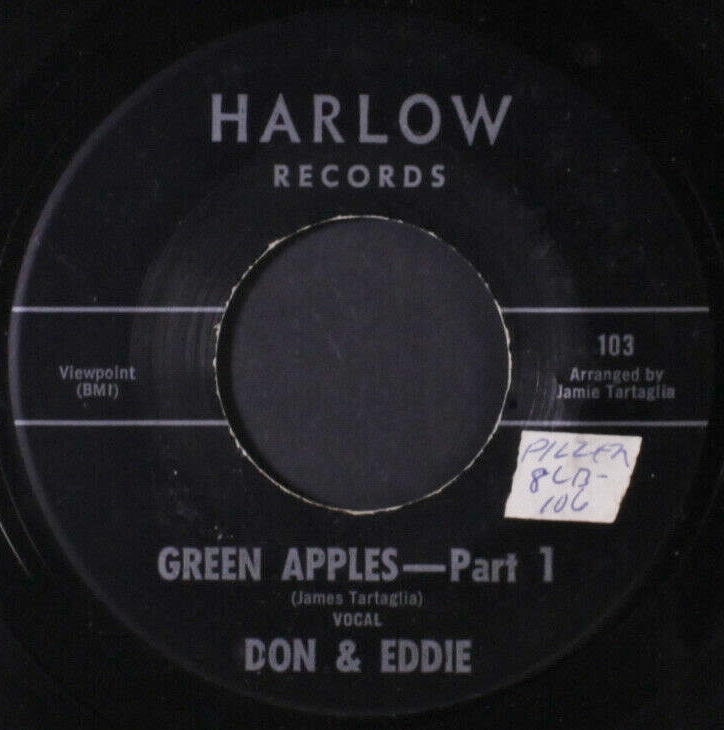 HARLOW
RECORDS
Viewpoint
(BMI)
103
Arranged by
Jamie Tartaglia
GREEN APPLES—Part 1
(James Tartaglia)
VOCAL
DON & EDDIE